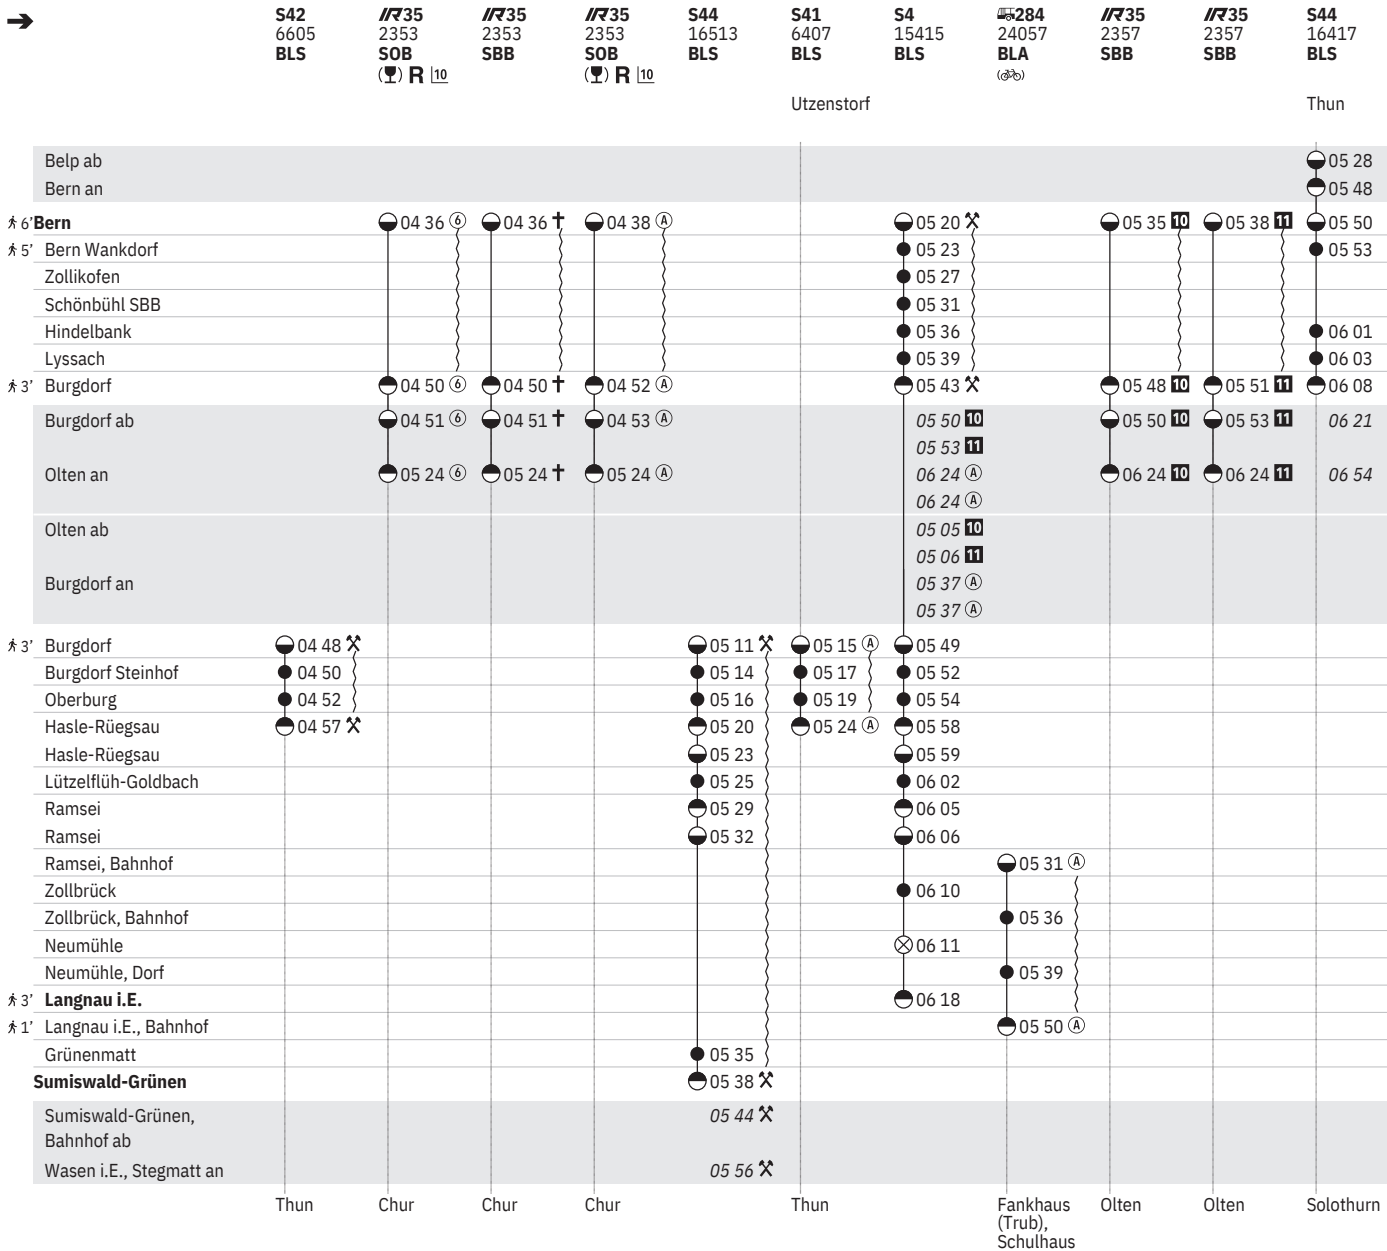 ➔ S42 IR35 IR35 IR35 S44 S41 S4 284 IR35 IR35 S44
6605 2353 2353 2353 16513 6407 15415 24057 2357 2357 16417
BLS SOB SBB SOB BLS BLS BLS BLA SBB SBB BLS
R 10 R 10
Utzenstorf Thun
Belp ab 05 28
Bern an 05 48
6’ Bern 04 36 6 04 36 † 04 38 A 05 20 05 35 10 05 38 11 05 50
5’ Bern Wankdorf 05 23 05 53
Zollikofen 05 27
Schönbühl SBB 05 31
Hindelbank 05 36 06 01
Lyssach 05 39 06 03
3’ Burgdorf 04 50 6 04 50 † 04 52 A 05 43 05 48 10 05 51 11 06 08
Burgdorf ab 04 51 6 04 51 † 04 53 A 05 50 10 05 50 10 05 53 11 06 21
05 53 11
Olten an 05 24 6 05 24 † 05 24 A 06 24 A 06 24 10 06 24 11 06 54
06 24 A
Olten ab 05 05 10
05 06 11
Burgdorf an 05 37 A
05 37 A
3’ Burgdorf 04 48 05 11 05 15 A 05 49
Burgdorf Steinhof 04 50 05 14 05 17 05 52
Oberburg 04 52 05 16 05 19 05 54
Hasle-Rüegsau 04 57 05 20 05 24 A 05 58
Hasle-Rüegsau 05 23 05 59
Lützelflüh-Goldbach 05 25 06 02
Ramsei 05 29 06 05
Ramsei 05 32 06 06
Ramsei, Bahnhof 05 31 A
Zollbrück 06 10
Zollbrück, Bahnhof 05 36
Neumühle 06 11
Neumühle, Dorf 05 39
3’ Langnau i.E. 06 18
1’ Langnau i.E., Bahnhof 05 50 A
Grünenmatt 05 35
Sumiswald-Grünen 05 38
Sumiswald-Grünen, 05 44
Bahnhof ab
Wasen i.E., Stegmatt an 05 56
Thun Chur Chur Chur Thun Fankhaus Olten Olten Solothurn
(Trub),
Schulhaus